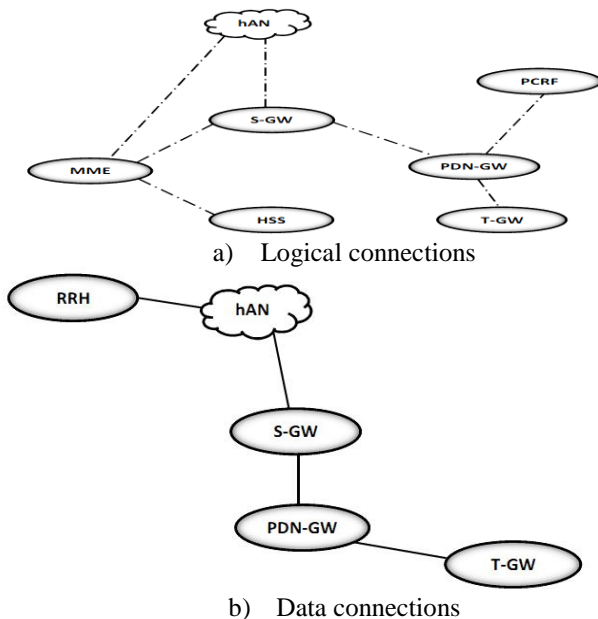 hAN
PCRF
S-GW
MME
PDN-GW
HSS
T-GW
a) Logical connections
RRH
hAN
S-GW
PDN-GW
T-GW
b) Data connections